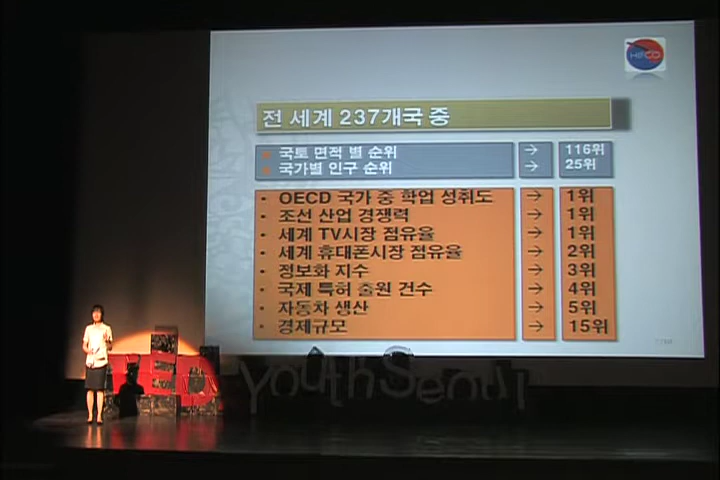 HIFCO
전 세계 237개국 중
• 국토 면적 별 순위 → 116위
• 국가별 인구 순위 → 25위
• OECD 국가 중 학업 성취도 → 1위
• 조선 산업 경쟁력 → 1위
• 세계 TV시장 점유율 → 1위
• 세계 휴대폰시장 점유율 → 2위
• 정보화 지수 → 3위
• 국제 특허 출원 건수 → 4위
• 자동차 생산 → 5위
• 경제규모 → 15위
TED
Youth Seoul